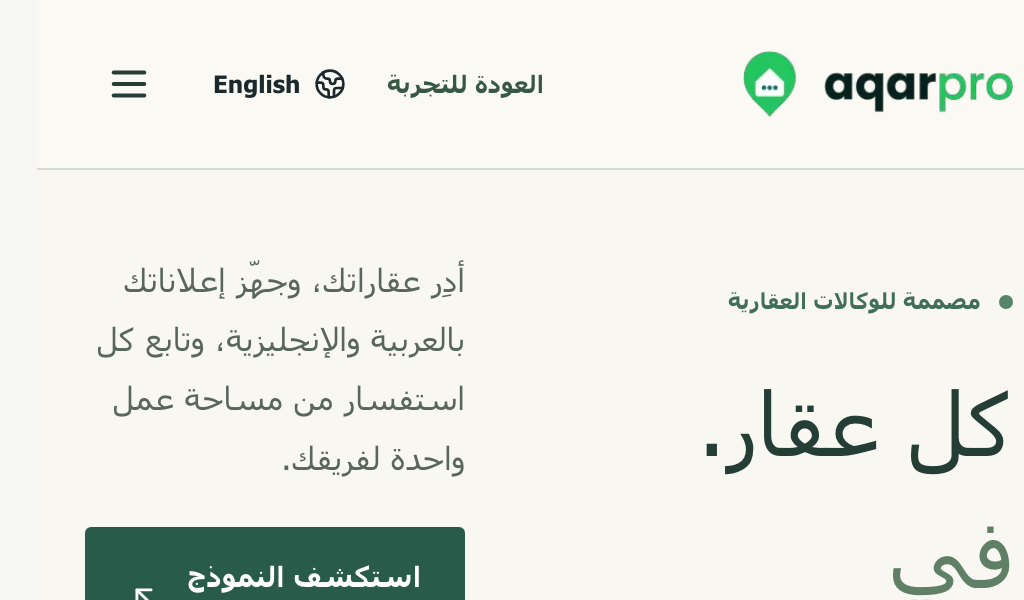 aqarpro
العودة للتجربة
English
مصممة للوكالات العقارية
كل عقار.
في
أدِر عقاراتك، وجهّز إعلاناتك
بالعربية والإنجليزية، وتابع كل
استفسار من مساحة عمل
واحدة لفريقك.
استكشف النموذج